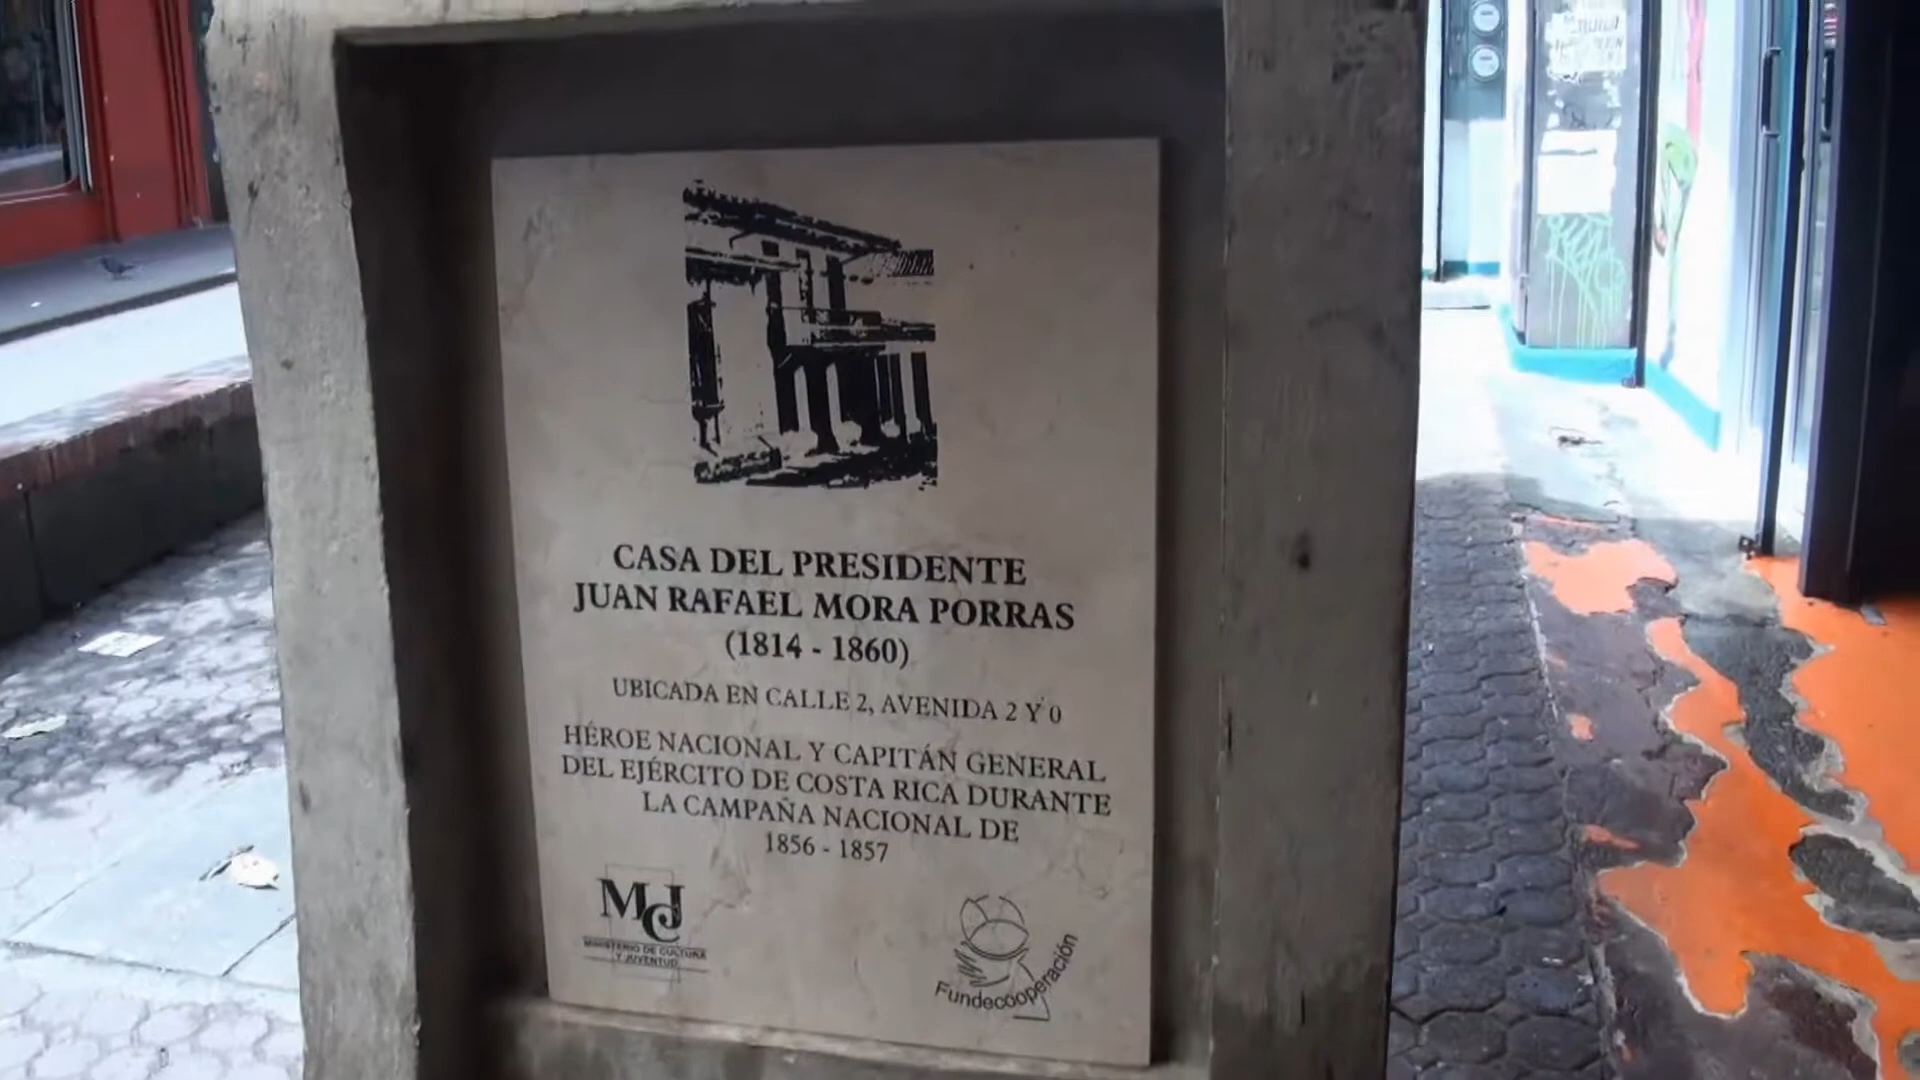 CASA DEL PRESIDENTE
JUAN RAFAEL MORA PORRAS
(1814 - 1860)
UBICADA EN CALLE 2, AVENIDA 2 Y 0
HÉROE NACIONAL Y CAPITÁN GENERAL
DEL EJÉRCITO DE COSTA RICA DURANTE
LA CAMPAÑA NACIONAL DE
1856 - 1857
MCJ
MINISTERIO DE CULTURA
Y JUVENTUD
Fundecooperación